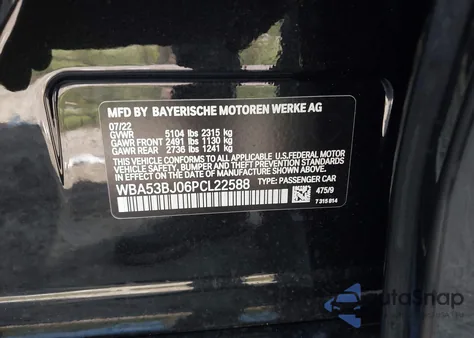 MFD BY BAYERISCHE MOTOREN WERKE AG
07/22
GVWR 5104 lbs 2315 kg
GAWR FRONT 2491 lbs 1130 kg
GAWR REAR 2736 lbs 1241 kg
THIS VEHICLE CONFORMS TO ALL APPLICABLE U.S. FEDERAL MOTOR
VEHICLE SAFETY, BUMPER, AND THEFT PREVENTION STANDARDS
IN EFFECT ON THE DATE OF MANUFACTURE SHOWN ABOVE.
WBA53BJ06PCL22588 TYPE: PASSENGER CAR
475/9
7 315 814
AutoSnap